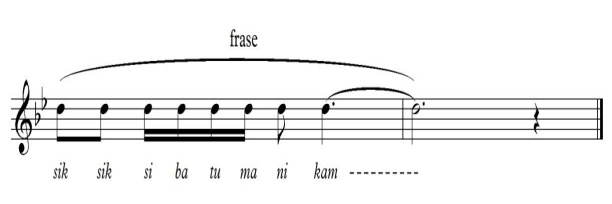 frase
sik sik si ba tu ma ni kam ----------